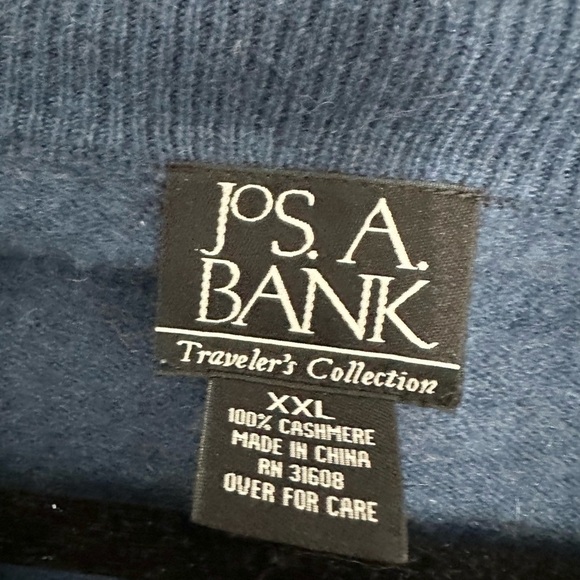 JOS. A.
BANK
Traveler's Collection
XXL
100% CASHMERE
MADE IN CHINA
RN 31608
OVER FOR CARE